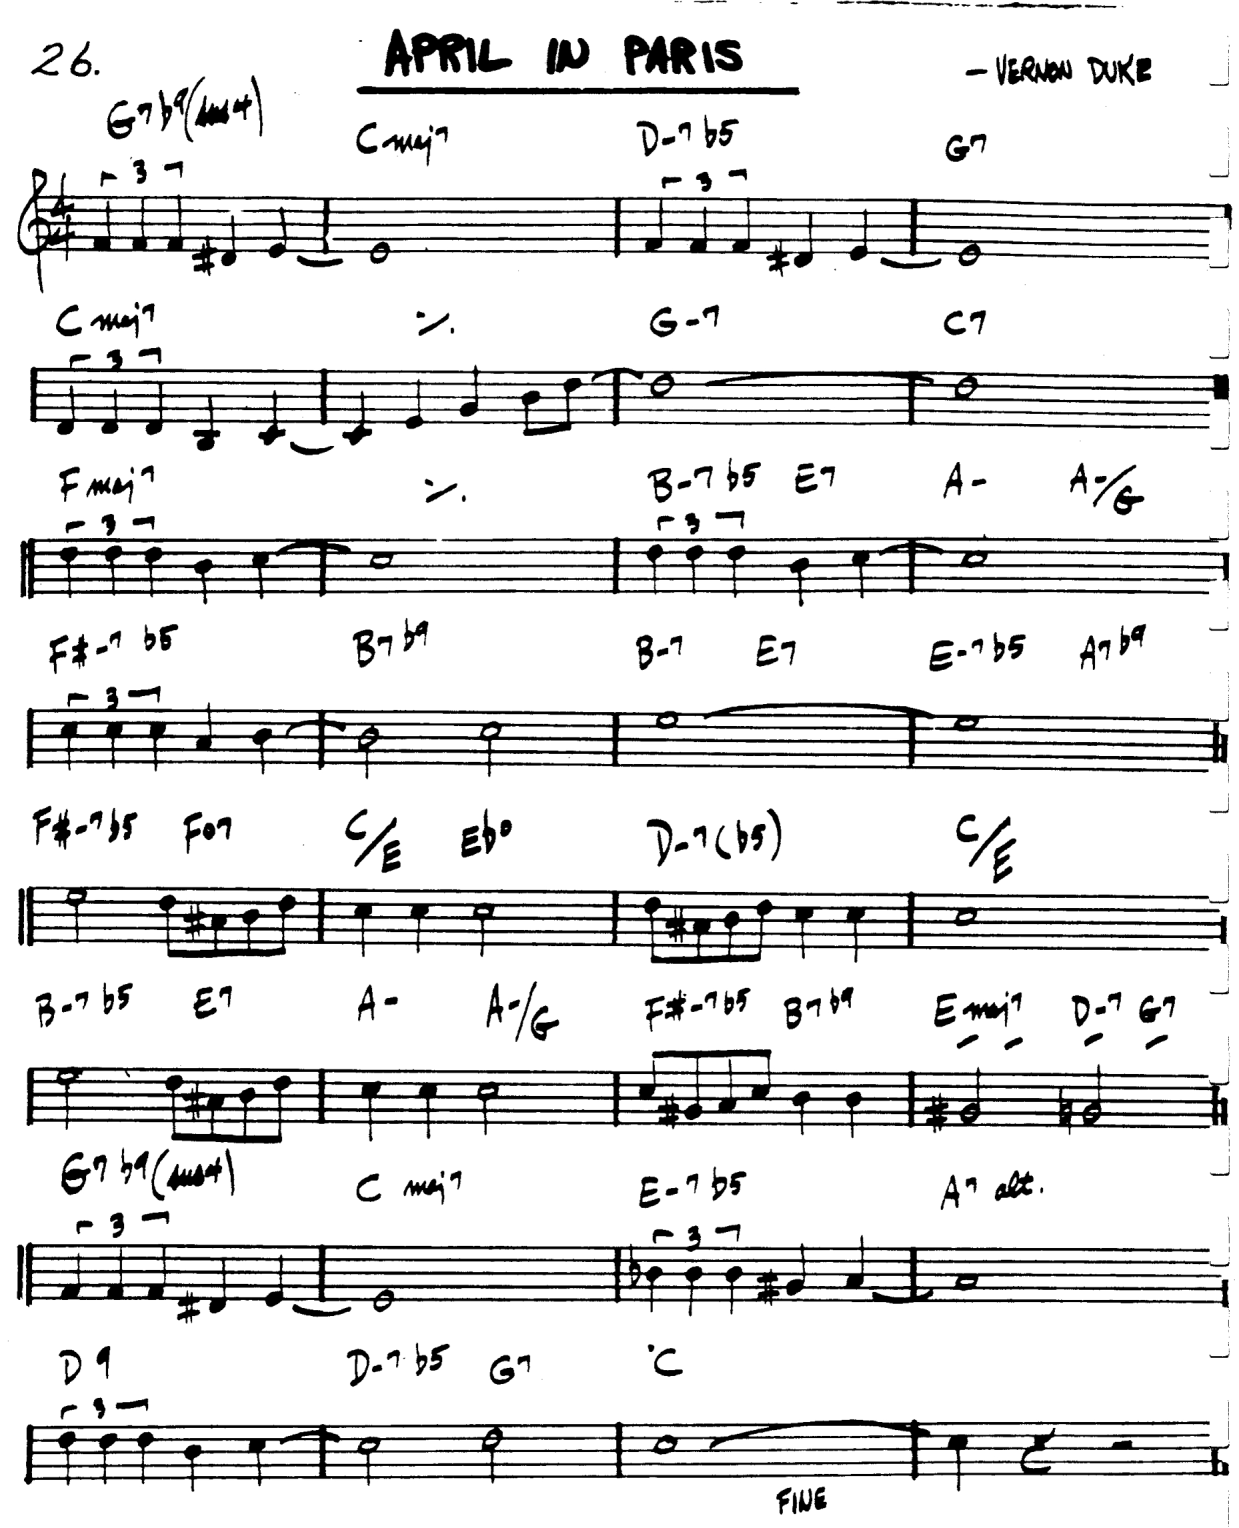 26. APRIL IN PARIS – VERNON DUKE
G7b9(sus4) Cmaj7 D-7b5 G7
3 3
4
4
Cmaj7 ٪ G-7 C7
3
Fmaj7 ٪ B-7b5 E7 A- A-/G
3 3
F#-7b5 B7b9 B-7 E7 E-7b5 A7b9
3
F#-7b5 Fo7 C/E Ebo D-7(b5) C/E
B-7b5 E7 A- A-/G F#-7b5 B7b9 Emaj7 D-7 G7
G7b9(sus4) C maj7 E-7b5 A7 alt.
3 3
D9 D-7b5 G7 C
3
FINE